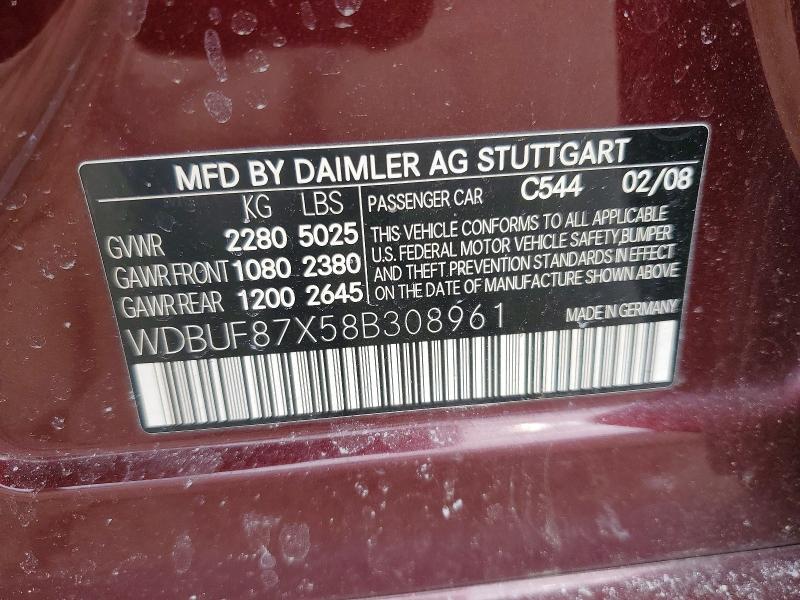 MFD BY DAIMLER AG STUTTGART
KG LBS
GVWR 2280 5025
GAWR FRONT 1080 2380
GAWR REAR 1200 2645
PASSENGER CAR C544 02/08
THIS VEHICLE CONFORMS TO ALL APPLICABLE
U.S. FEDERAL MOTOR VEHICLE SAFETY,BUMPER
AND THEFT PREVENTION STANDARDS IN EFFECT
ON THE DATE OF MANUFACTURE SHOWN ABOVE
WDBUF87X58B308961
MADE IN GERMANY